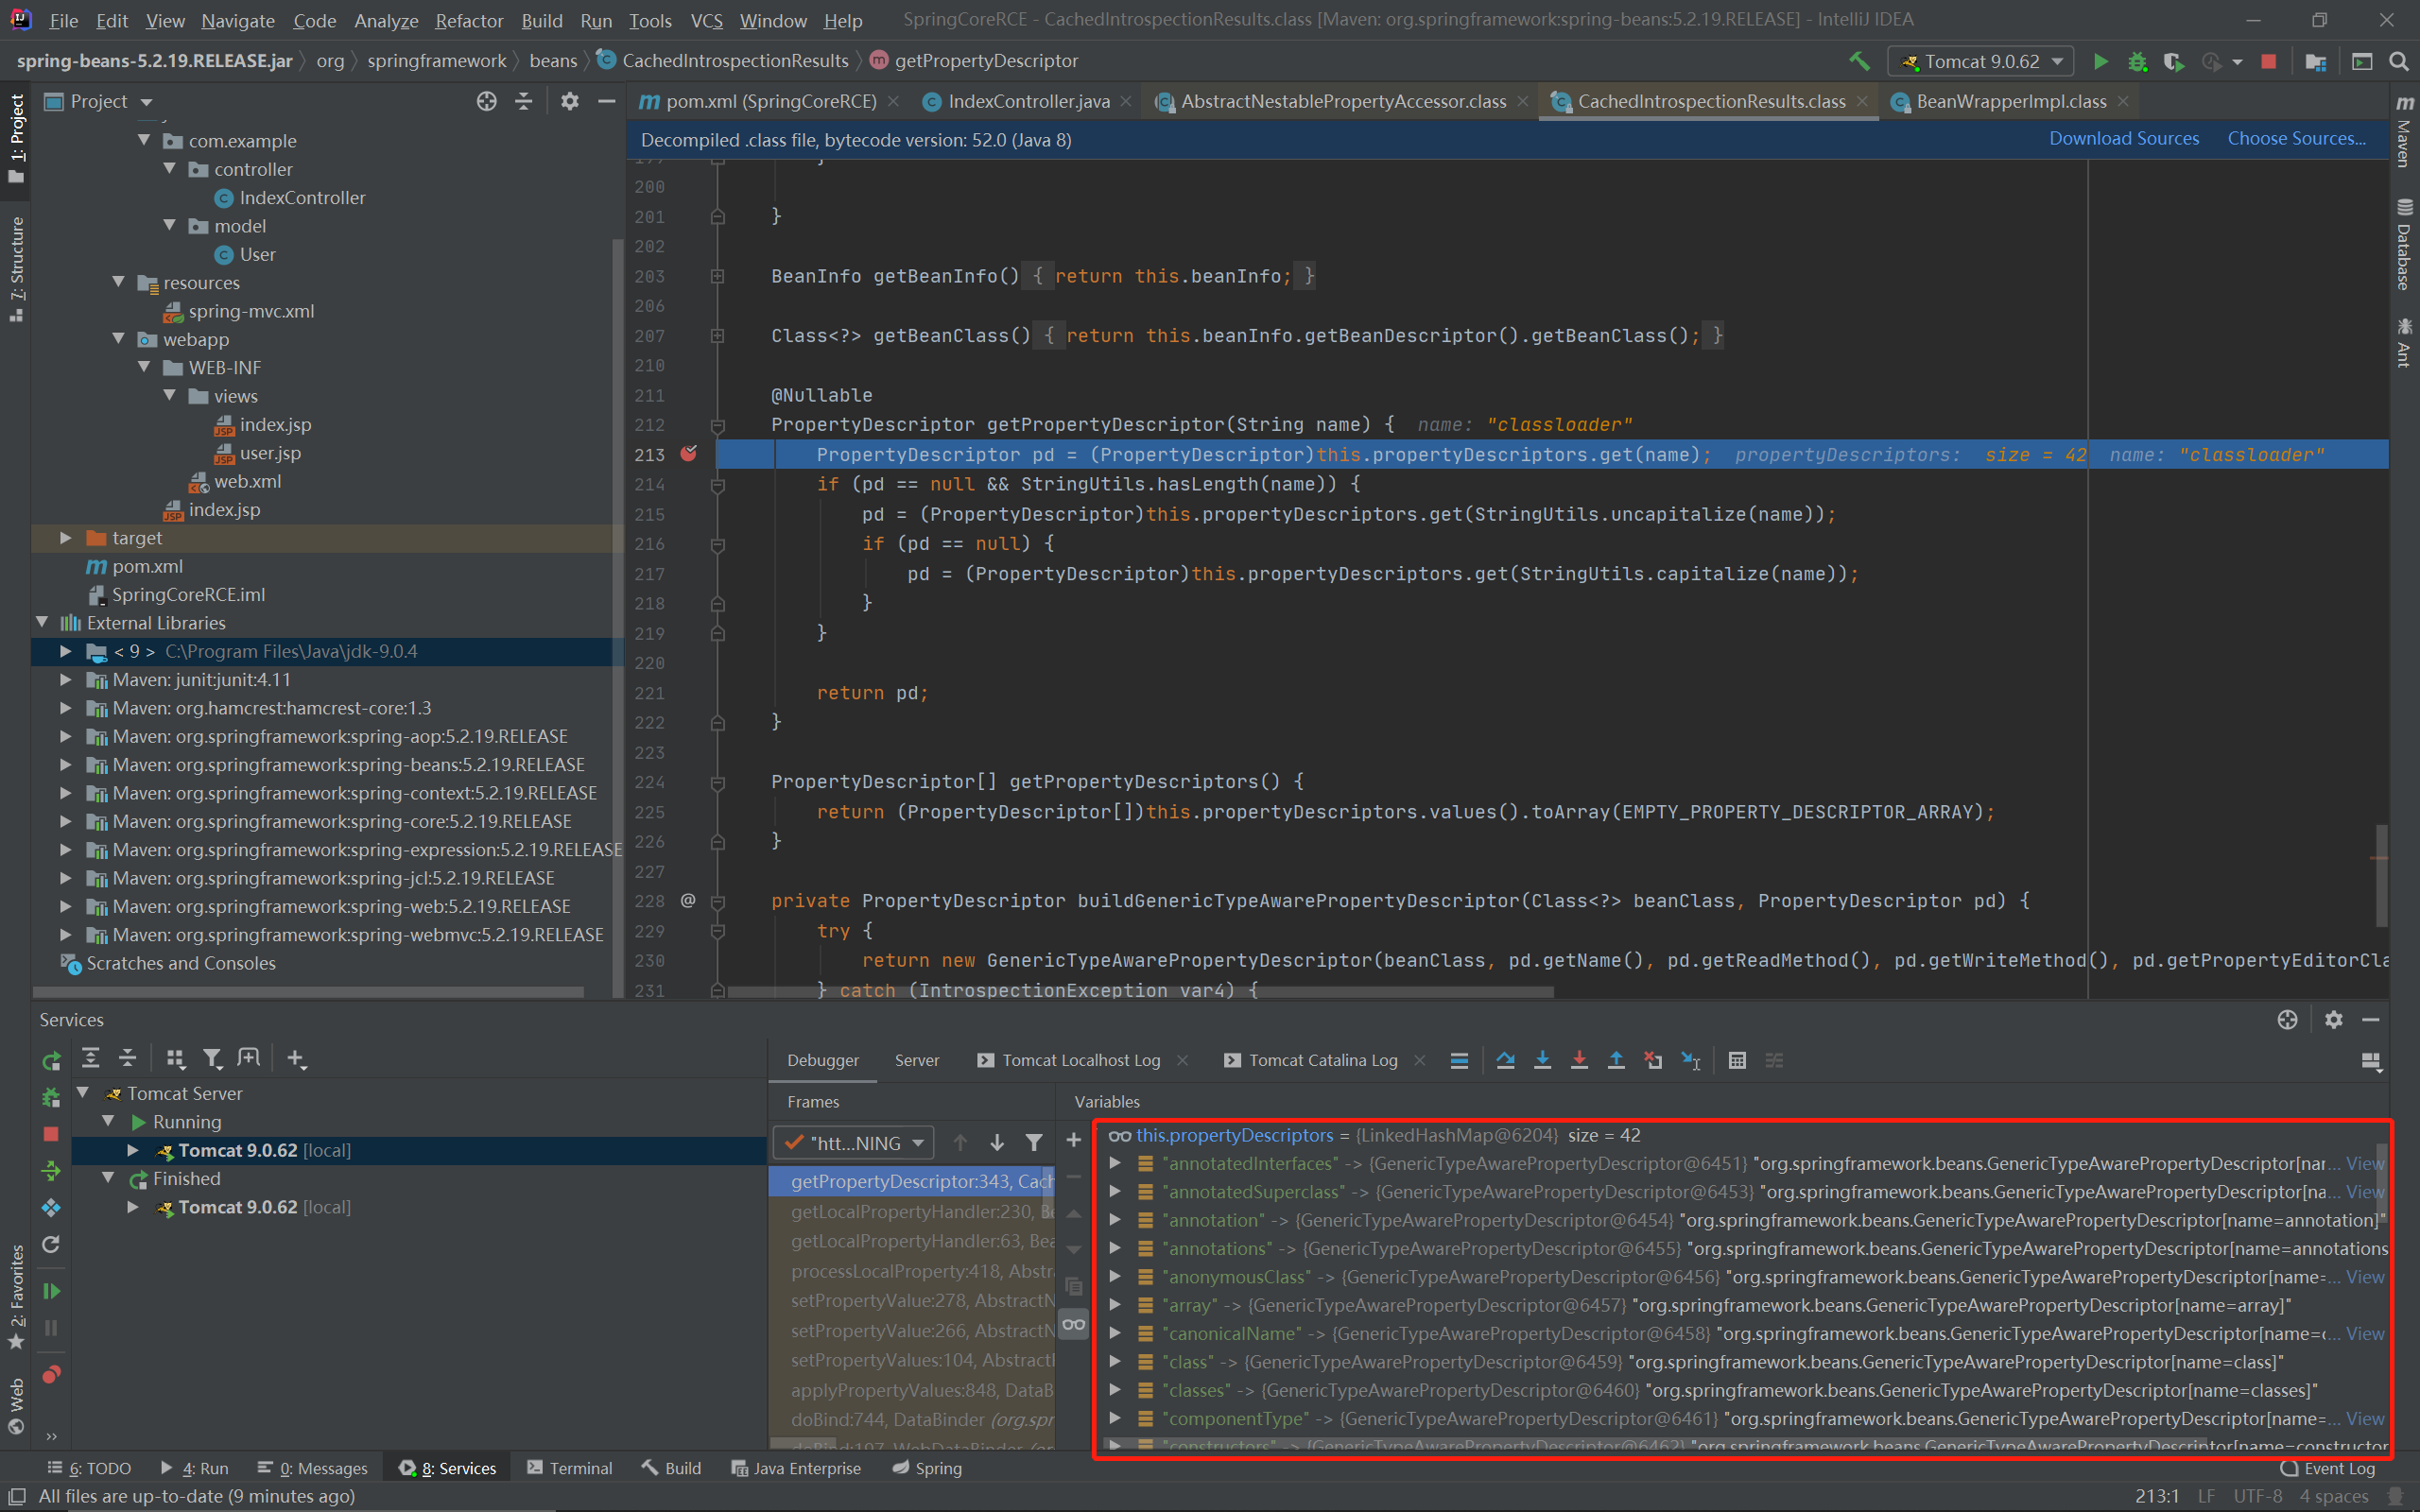 File Edit View Navigate Code Analyze Refactor Build Run Tools VCS Window Help SpringCoreRCE - CachedIntrospectionResults.class [Maven: org.springframework:spring-beans:5.2.19.RELEASE] - IntelliJ IDEA
spring-beans-5.2.19.RELEASE.jar org springframework beans CachedIntrospectionResults getPropertyDescriptor Tomcat 9.0.62
1: Project
7: Structure
2: Favorites
Web
Project
com.example
controller
IndexController
model
User
resources
spring-mvc.xml
webapp
WEB-INF
views
index.jsp
user.jsp
web.xml
index.jsp
target
pom.xml
SpringCoreRCE.iml
External Libraries
< 9 > C:\Program Files\Java\jdk-9.0.4
Maven: junit:junit:4.11
Maven: org.hamcrest:hamcrest-core:1.3
Maven: org.springframework:spring-aop:5.2.19.RELEASE
Maven: org.springframework:spring-beans:5.2.19.RELEASE
Maven: org.springframework:spring-context:5.2.19.RELEASE
Maven: org.springframework:spring-core:5.2.19.RELEASE
Maven: org.springframework:spring-expression:5.2.19.RELEASE
Maven: org.springframework:spring-jcl:5.2.19.RELEASE
Maven: org.springframework:spring-web:5.2.19.RELEASE
Maven: org.springframework:spring-webmvc:5.2.19.RELEASE
Scratches and Consoles
pom.xml (SpringCoreRCE) IndexController.java AbstractNestablePropertyAccessor.class CachedIntrospectionResults.class BeanWrapperImpl.class
Decompiled .class file, bytecode version: 52.0 (Java 8) Download Sources Choose Sources...
199 }
200
201 }
202
203 BeanInfo getBeanInfo() { return this.beanInfo; }
206
207 Class<?> getBeanClass() { return this.beanInfo.getBeanDescriptor().getBeanClass(); }
210
211 @Nullable
212 PropertyDescriptor getPropertyDescriptor(String name) { name: "classloader"
213 PropertyDescriptor pd = (PropertyDescriptor)this.propertyDescriptors.get(name); propertyDescriptors: size = 42 name: "classloader"
214 if (pd == null && StringUtils.hasLength(name)) {
215 pd = (PropertyDescriptor)this.propertyDescriptors.get(StringUtils.uncapitalize(name));
216 if (pd == null) {
217 pd = (PropertyDescriptor)this.propertyDescriptors.get(StringUtils.capitalize(name));
218 }
219 }
220
221 return pd;
222 }
223
224 PropertyDescriptor[] getPropertyDescriptors() {
225 return (PropertyDescriptor[])this.propertyDescriptors.values().toArray(EMPTY_PROPERTY_DESCRIPTOR_ARRAY);
226 }
227
228 @ private PropertyDescriptor buildGenericTypeAwarePropertyDescriptor(Class<?> beanClass, PropertyDescriptor pd) {
229 try {
230 return new GenericTypeAwarePropertyDescriptor(beanClass, pd.getName(), pd.getReadMethod(), pd.getWriteMethod(), pd.getPropertyEditorCla
231 } catch (IntrospectionException var4) {
Maven
Database
Ant
Services
Tomcat Server
Running
Tomcat 9.0.62 [local]
Finished
Tomcat 9.0.62 [local]
Debugger Server Tomcat Localhost Log Tomcat Catalina Log
Frames
"htt...NING
getPropertyDescriptor:343, Cach
getLocalPropertyHandler:230, Be
getLocalPropertyHandler:63, Bea
processLocalProperty:418, Abstr
setPropertyValue:278, AbstractN
setPropertyValue:266, AbstractN
setPropertyValues:104, Abstract
applyPropertyValues:848, DataB
doBind:744, DataBinder (org.spr
doBind:197, WebDataBinder (or
Variables
this.propertyDescriptors = {LinkedHashMap@6204} size = 42
"annotatedInterfaces" -> {GenericTypeAwarePropertyDescriptor@6451} "org.springframework.beans.GenericTypeAwarePropertyDescriptor[nar... View
"annotatedSuperclass" -> {GenericTypeAwarePropertyDescriptor@6453} "org.springframework.beans.GenericTypeAwarePropertyDescriptor[na... View
"annotation" -> {GenericTypeAwarePropertyDescriptor@6454} "org.springframework.beans.GenericTypeAwarePropertyDescriptor[name=annotation]"
"annotations" -> {GenericTypeAwarePropertyDescriptor@6455} "org.springframework.beans.GenericTypeAwarePropertyDescriptor[name=annotations
"anonymousClass" -> {GenericTypeAwarePropertyDescriptor@6456} "org.springframework.beans.GenericTypeAwarePropertyDescriptor[name=... View
"array" -> {GenericTypeAwarePropertyDescriptor@6457} "org.springframework.beans.GenericTypeAwarePropertyDescriptor[name=array]"
"canonicalName" -> {GenericTypeAwarePropertyDescriptor@6458} "org.springframework.beans.GenericTypeAwarePropertyDescriptor[name=c... View
"class" -> {GenericTypeAwarePropertyDescriptor@6459} "org.springframework.beans.GenericTypeAwarePropertyDescriptor[name=class]"
"classes" -> {GenericTypeAwarePropertyDescriptor@6460} "org.springframework.beans.GenericTypeAwarePropertyDescriptor[name=classes]"
"componentType" -> {GenericTypeAwarePropertyDescriptor@6461} "org.springframework.beans.GenericTypeAwarePropertyDescriptor[name=... View
"constructors" -> {GenericTypeAwarePropertyDescriptor@6462} "org.springframework.beans.GenericTypeAwarePropertyDescriptor[name=constructor
6: TODO 4: Run 0: Messages 8: Services Terminal Build Java Enterprise Spring Event Log
All files are up-to-date (9 minutes ago) 213:1 LF UTF-8 4 spaces